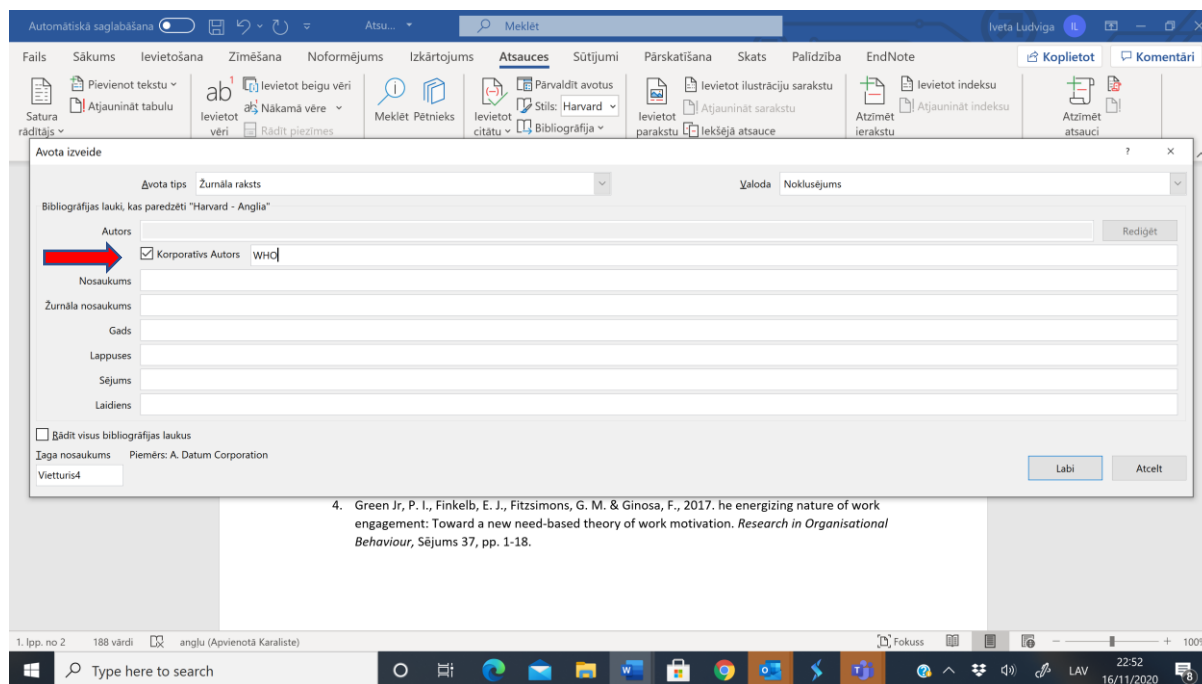 Automātiskā saglabāšana
Atsu...
Meklēt
Iveta Ludviga IL
Fails Sākums Ievietošana Zīmēšana Noformējums Izkārtojums Atsauces Sūtījumi Pārskatīšana Skats Palīdzība EndNote Koplietot Komentāri
Satura rādītājs
Pievienot tekstu
Atjaunināt tabulu
ab1
Ievietot vēri
Ievietot beigu vēri
Nākamā vēre
Rādīt piezīmes
Meklēt Pētnieks
Ievietot citātu
Pārvaldīt avotus
Stils: Harvard
Bibliogrāfija
Ievietot parakstu
Ievietot ilustrāciju sarakstu
Atjaunināt sarakstu
Iekšējā atsauce
Atzīmēt ierakstu
Ievietot indeksu
Atjaunināt indeksu
Atzīmēt atsauci
Avota izveide ? ×
Avota tips Žurnāla raksts Valoda Noklusējums
Bibliogrāfijas lauki, kas paredzēti "Harvard - Anglia"
Autors Rediģēt
Korporatīvs Autors WHO
Nosaukums
Žurnāla nosaukums
Gads
Lappuses
Sējums
Laidiens
Rādīt visus bibliogrāfijas laukus
Taga nosaukums Piemērs: A. Datum Corporation
Vietturis4
Labi Atcelt
4. Green Jr, P. I., Finkelb, E. J., Fitzsimons, G. M. & Ginosa, F., 2017. he energizing nature of work
engagement: Toward a new need-based theory of work motivation. Research in Organisational
Behaviour, Sējums 37, pp. 1-18.
1. lpp. no 2 188 vārdi angļu (Apvienotā Karaliste) Fokuss 100%
Type here to search
LAV
22:52
16/11/2020
8